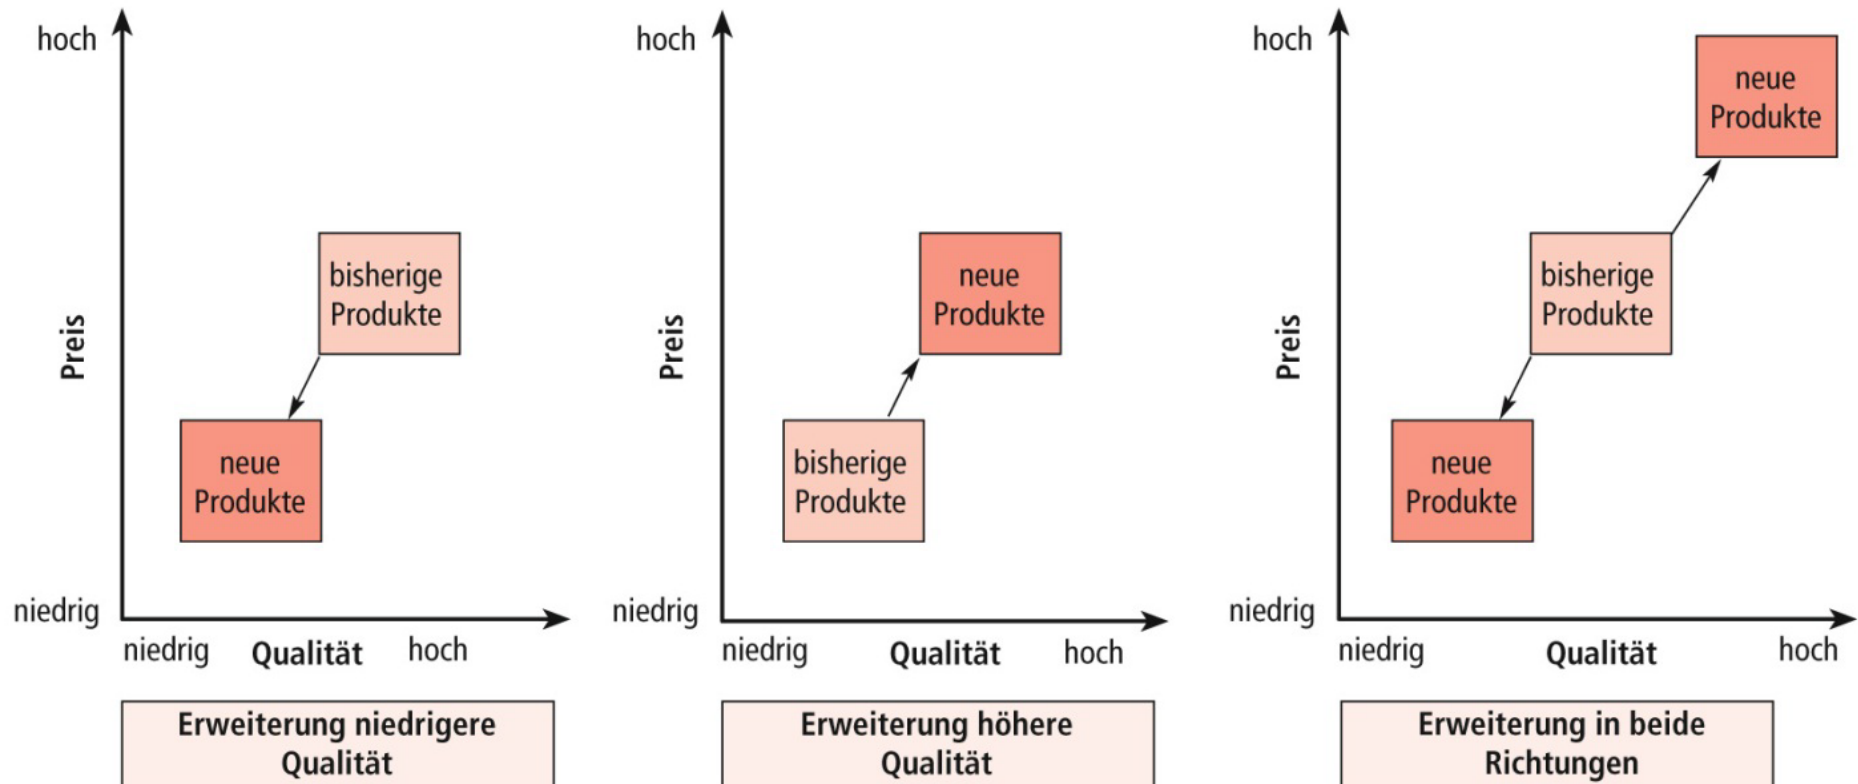 hoch
Preis
bisherige
Produkte
neue
Produkte
niedrig
niedrig
Qualität
hoch
Erweiterung niedrigere
Qualität
hoch
Preis
neue
Produkte
bisherige
Produkte
niedrig
niedrig
Qualität
hoch
Erweiterung höhere
Qualität
hoch
Preis
neue
Produkte
bisherige
Produkte
neue
Produkte
niedrig
niedrig
Qualität
hoch
Erweiterung in beide
Richtungen